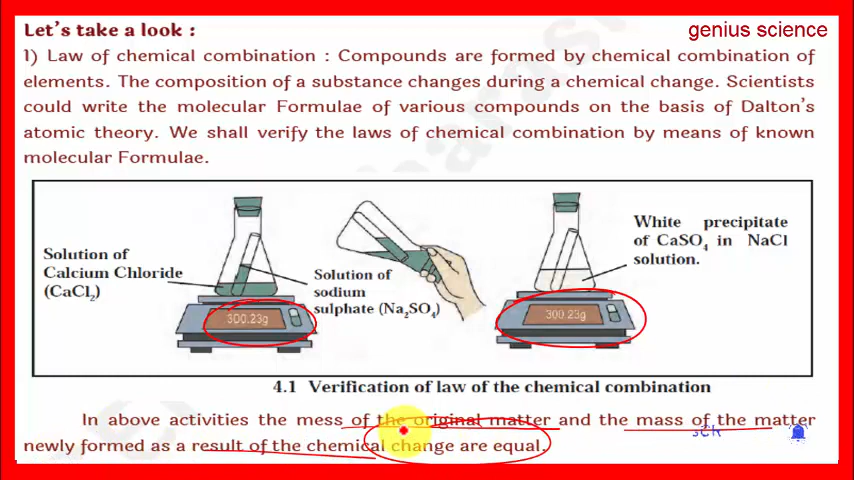 Let's take a look :
genius science
1) Law of chemical combination : Compounds are formed by chemical combination of
elements. The composition of a substance changes during a chemical change. Scientists
could write the molecular Formulae of various compounds on the basis of Dalton's
atomic theory. We shall verify the laws of chemical combination by means of known
molecular Formulae.
Solution of
Calcium Chloride
(CaCl₂)
300.23g
Solution of
sodium
sulphate (Na₂SO₄)
300.23g
White precipitate
of CaSO₄ in NaCl
solution.
4.1 Verification of law of the chemical combination
In above activities the mess of the original matter and the mass of the matter
newly formed as a result of the chemical change are equal.